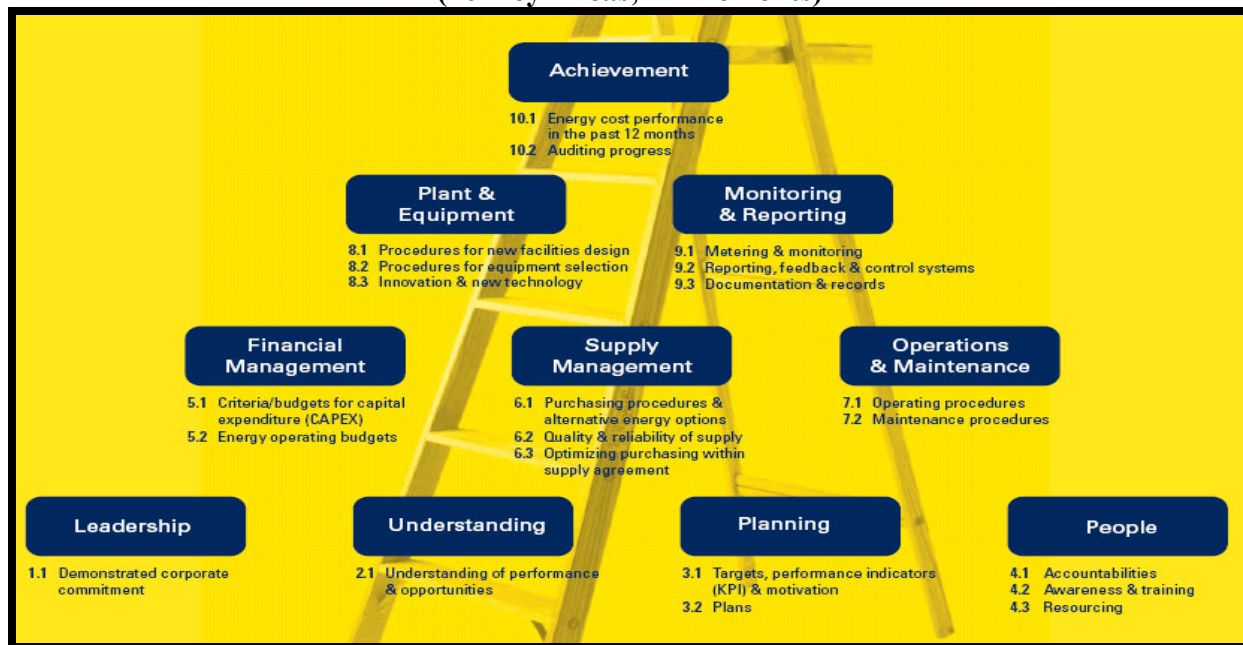 Achievement
10.1 Energy cost performance
in the past 12 months
10.2 Auditing progress
Plant &
Equipment
8.1 Procedures for new facilities design
8.2 Procedures for equipment selection
8.3 Innovation & new technology
Monitoring
& Reporting
9.1 Metering & monitoring
9.2 Reporting, feedback & control systems
9.3 Documentation & records
Financial
Management
5.1 Criteria/budgets for capital
expenditure (CAPEX)
5.2 Energy operating budgets
Supply
Management
6.1 Purchasing procedures &
alternative energy options
6.2 Quality & reliability of supply
6.3 Optimizing purchasing within
supply agreement
Operations
& Maintenance
7.1 Operating procedures
7.2 Maintenance procedures
Leadership
1.1 Demonstrated corporate
commitment
Understanding
2.1 Understanding of performance
& opportunities
Planning
3.1 Targets, performance indicators
(KPI) & motivation
3.2 Plans
People
4.1 Accountabilities
4.2 Awareness & training
4.3 Resourcing